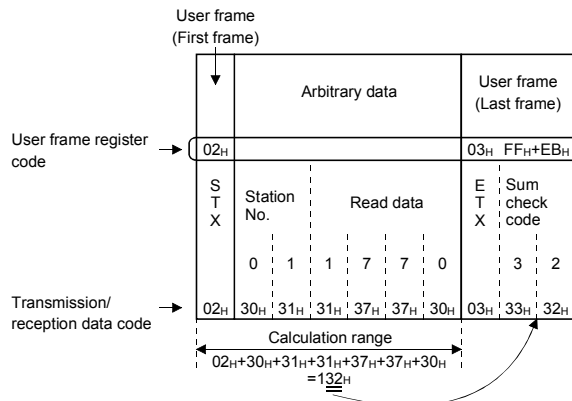 User frame
(First frame)
Arbitrary data
User frame
(Last frame)
User frame register
code
02H
03H FFH+EBH
S
T
X
Station
No.
Read data
E
T
X
Sum
check
code
0 1 1 7 7 0 3 2
Transmission/
reception data code
02H 30H 31H 31H 37H 37H 30H 03H 33H 32H
Calculation range
02H+30H+31H+31H+37H+37H+30H
=132H